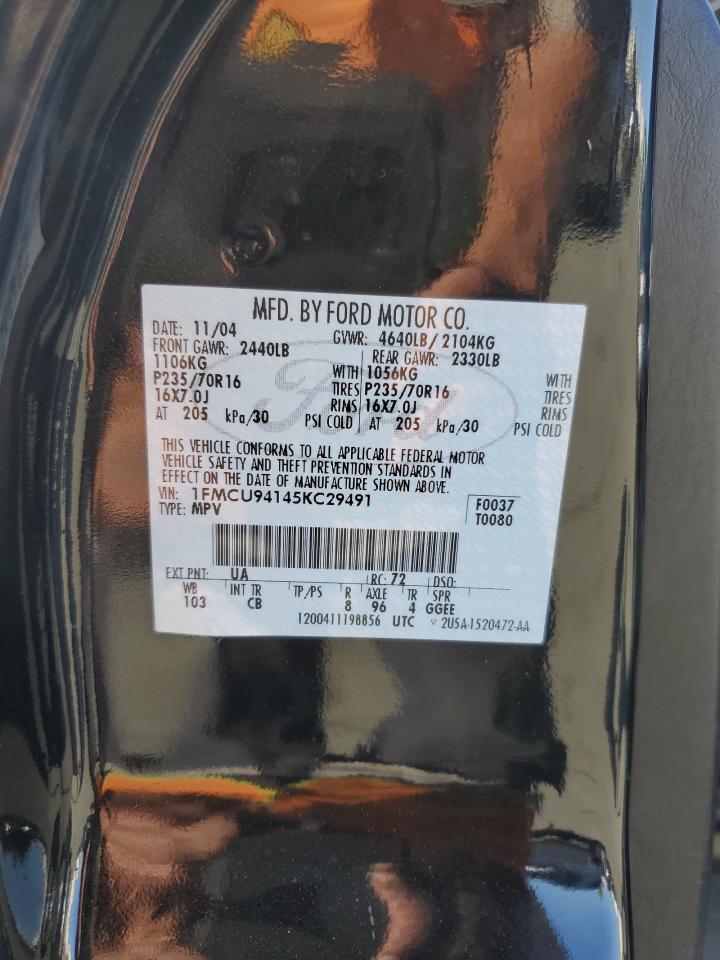 MFD. BY FORD MOTOR CO.
DATE: 11/04 GVWR: 4640LB / 2104KG
FRONT GAWR: 2440LB REAR GAWR: 2330LB
1106KG WITH 1056KG WITH
P235/70R16 TIRES P235/70R16 TIRES
16X7.0J RIMS 16X7.0J RIMS
AT 205 kPa/30 PSI COLD AT 205 kPa/30 PSI COLD
THIS VEHICLE CONFORMS TO ALL APPLICABLE FEDERAL MOTOR
VEHICLE SAFETY AND THEFT PREVENTION STANDARDS IN
EFFECT ON THE DATE OF MANUFACTURE SHOWN ABOVE.
VIN: 1FMCU94145KC29491 F0037
TYPE: MPV T0080
EXT PNT: UA RC: 72 DSO:
WB INT TR TP/PS R AXLE TR SPR
103 CB 8 96 4 GGEE
1200411198856 UTC ▽ 2U5A-1520472-AA
Ford